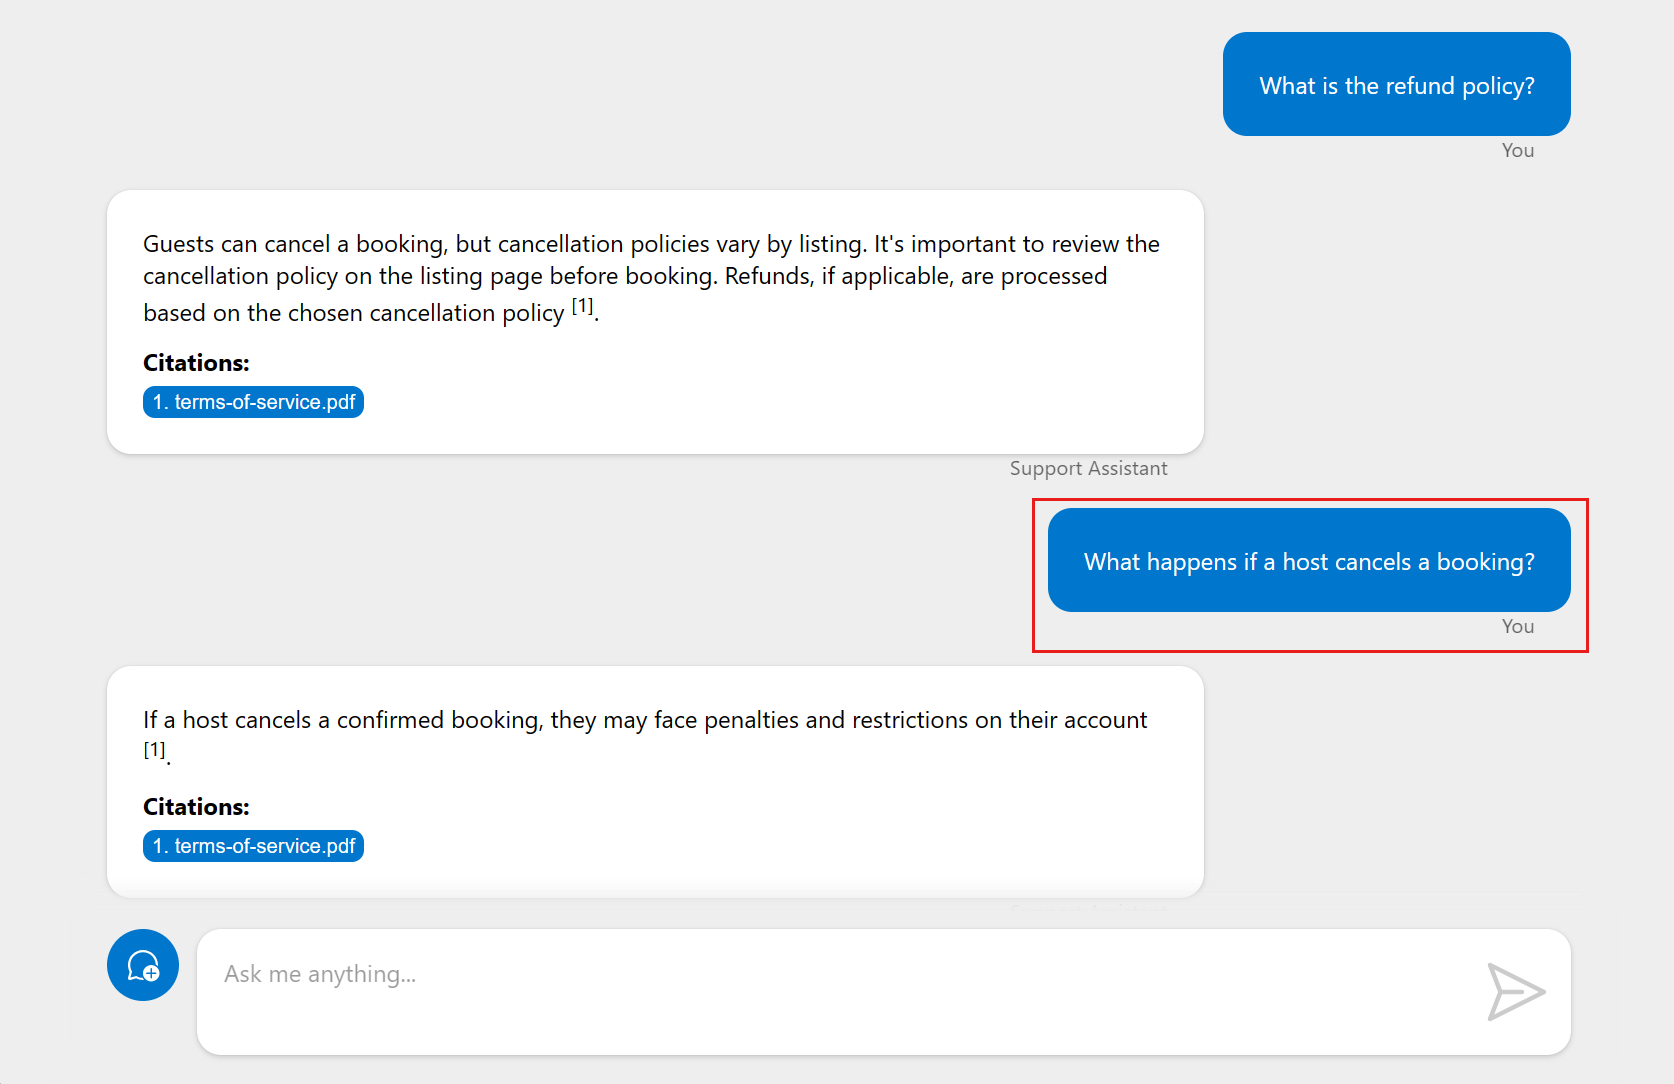 What is the refund policy?
You
Guests can cancel a booking, but cancellation policies vary by listing. It's important to review the
cancellation policy on the listing page before booking. Refunds, if applicable, are processed
based on the chosen cancellation policy [1].
Citations:
1. terms-of-service.pdf
Support Assistant
What happens if a host cancels a booking?
You
If a host cancels a confirmed booking, they may face penalties and restrictions on their account
[1].
Citations:
1. terms-of-service.pdf
Ask me anything...